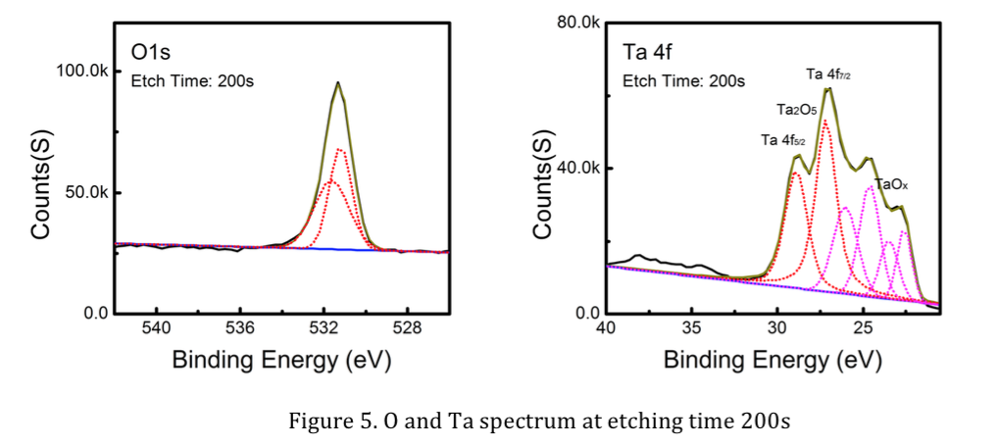 O1s
Etch Time: 200s
100.0k
50.0k
0.0
Counts(S)
540
536
532
528
Binding Energy (eV)
80.0k
40.0k
0.0
Counts(S)
Ta 4f
Etch Time: 200s
Ta 4f7/2
Ta2O5
Ta 4f5/2
TaOx
40
35
30
25
Binding Energy (eV)
Figure 5. O and Ta spectrum at etching time 200s